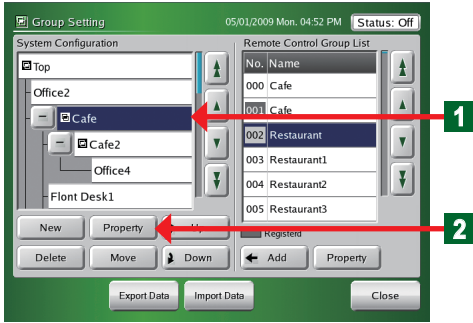 Group Setting
05/01/2009 Mon. 04:52 PM
Status: Off
System Configuration
Top
Office2
Cafe
Cafe2
Office4
Flont Desk1
New
Property
Delete
Move
Down
Remote Control Group List
No. Name
000 Cafe
001 Cafe
002 Restaurant
003 Restaurant1
004 Restaurant2
005 Restaurant3
Registerd
Add
Property
Export Data
Import Data
Close
1
2